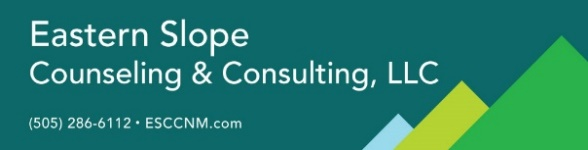 Eastern Slope
Counseling & Consulting, LLC
(505) 286-6112 • ESCCNM.com